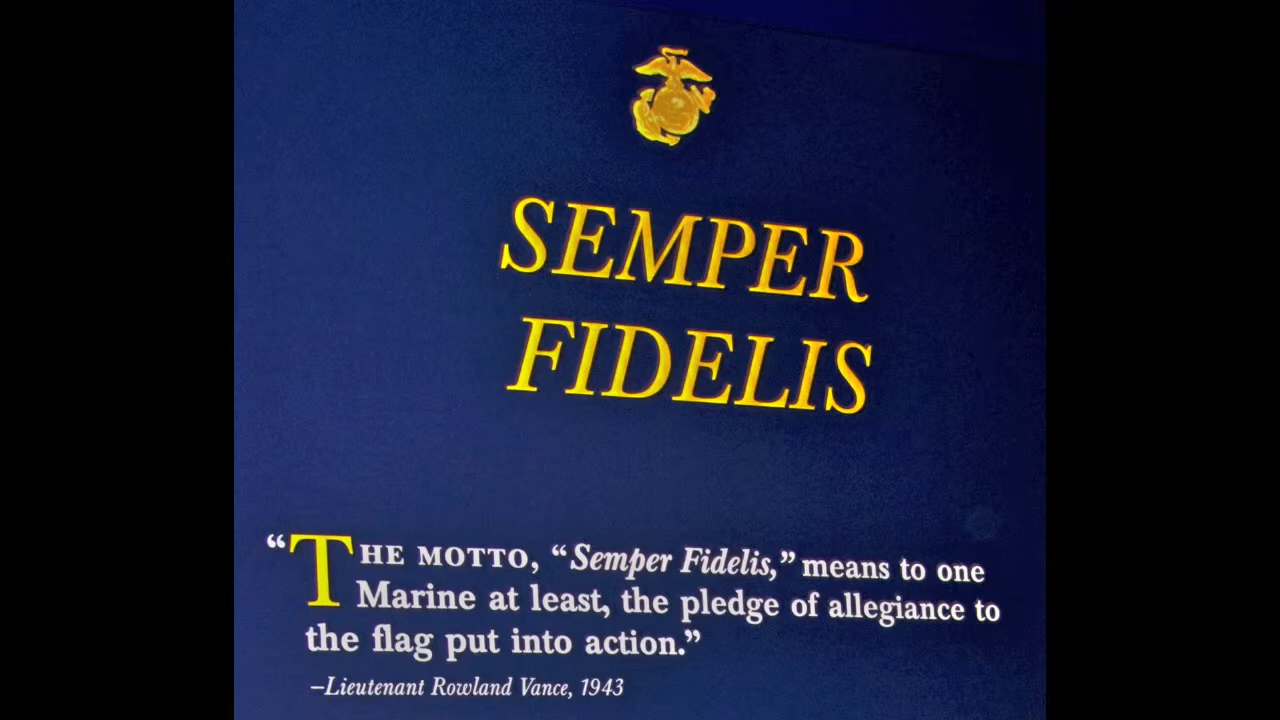 SEMPER
FIDELIS
“THE MOTTO, “Semper Fidelis,” means to one
Marine at least, the pledge of allegiance to
the flag put into action.”
–Lieutenant Rowland Vance, 1943